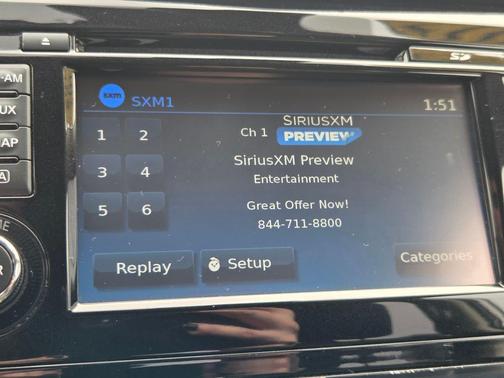 SD
-AM
UX
AP
A
ME
R
sxm SXM1 1:51
1 2
3 4
5 6
Ch 1 SIRIUSXM
PREVIEW
SiriusXM Preview
Entertainment
Great Offer Now!
844-711-8800
Replay Setup Categories